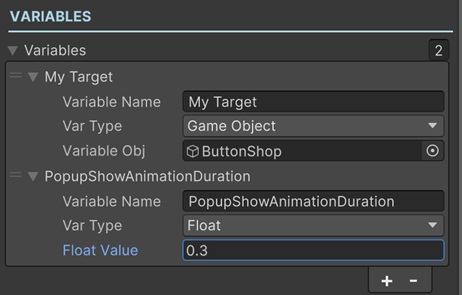 VARIABLES
Variables 2
My Target
Variable Name My Target
Var Type Game Object
Variable Obj ButtonShop
PopupShowAnimationDuration
Variable Name PopupShowAnimationDuration
Var Type Float
Float Value 0.3
+ -